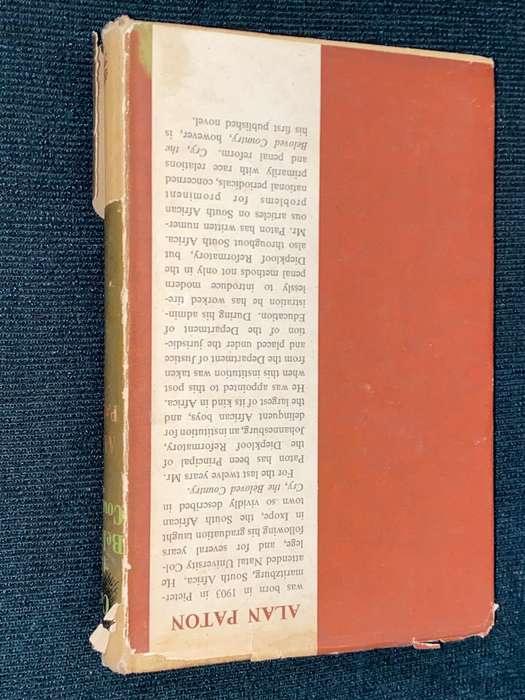 ALAN PATON
was born in 1903 in Pieter-
maritzburg, South Africa. He
attended Natal University Col-
lege, and for several years
following his graduation taught
in Ixopo, the South African
town so vividly described in
Cry, the Beloved Country.
For the last twelve years Mr.
Paton has been Principal of
the Diepkloof Reformatory,
Johannesburg, an institution for
delinquent African boys, and
the largest of its kind in Africa.
He was appointed to this post
when this institution was taken
from the Department of Justice
and placed under the jurisdic-
tion of the Department of
Education. During his admin-
istration he has worked tire-
lessly to introduce modern
penal methods not only in the
Diepkloof Reformatory, but
also throughout South Africa.
Mr. Paton has written numer-
ous articles on South African
problems for prominent
national periodicals, concerned
primarily with race relations
and penal reform. Cry, the
Beloved Country, however, is
his first published novel.